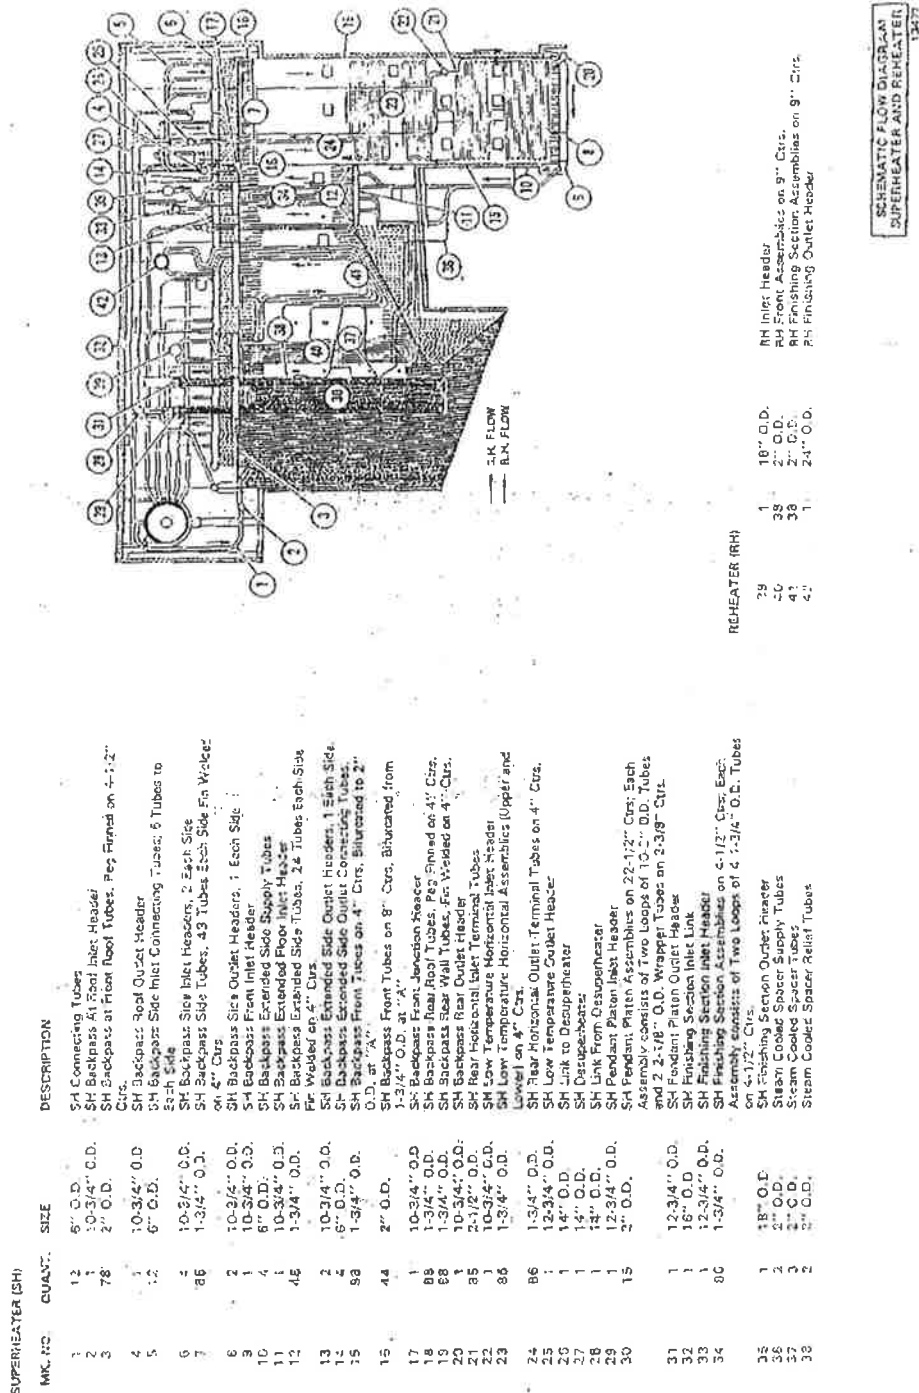 SUPERHEATER (SH)
MK. NO. QUANT. SIZE DESCRIPTION
1 12 6" O.D. SH Connecting Tubes
2 1 10-3/4" O.D. SH Backpass Aft Roof Inlet Header
3 78 2" O.D. SH Backpass at Front Roof Tubes, Peg Finned on 4-1/2"
Ctrs.
4 1 10-3/4" O.D. SH Backpass Roof Outlet Header
5 12 6" O.D. SH Backpass Side Inlet Connecting Tubes; 6 Tubes to
Each Side
6 4 10-3/4" O.D. SH Backpass Side Inlet Headers, 2 Each Side
7 86 1-3/4" O.D. SH Backpass Side Tubes, 43 Tubes Each Side Fin Welded
on 4" Ctrs
8 2 10-3/4" O.D. SH Backpass Side Outlet Headers, 1 Each Side
9 1 10-3/4" O.D. SH Backpass Front Inlet Header
10 4 6" O.D. SH Backpass Extended Side Supply Tubes
11 1 10-3/4" O.D. SH Backpass Extended Floor Inlet Header
12 48 1-3/4" O.D. SH Backpass Extended Side Tubes, 24 Tubes Each Side
Fin Welded on 4" Ctrs.
13 2 10-3/4" O.D. SH Backpass Extended Side Outlet Headers, 1 Each Side
14 4 6" O.D. SH Backpass Extended Side Outlet Connecting Tubes
15 88 1-3/4" O.D. SH Backpass Front Tubes on 4" Ctrs. Bifurcated to 2"
O.D. at "A"
16 44 2" O.D. SH Backpass Front Tubes on 8" Ctrs. Bifurcated from
1-3/4" O.D. at "A"
17 1 10-3/4" O.D. SH Backpass Front Junction Header
18 88 1-3/4" O.D. SH Backpass Rear Roof Tubes, Peg Finned on 4" Ctrs.
19 88 1-3/4" O.D. SH Backpass Rear Wall Tubes, Fin Welded on 4" Ctrs.
20 1 10-3/4" O.D. SH Backpass Rear Outlet Header
21 86 2-1/2" O.D. SH Rear Horizontal Inlet Terminal Tubes
22 1 10-3/4" O.D. SH Low Temperature Horizontal Inlet Header
23 86 1-3/4" O.D. SH Low Temperature Horizontal Assemblies (Upper and
Lower) on 4" Ctrs.
24 86 1-3/4" O.D. SH Rear Horizontal Outlet Terminal Tubes on 4" Ctrs.
25 1 12-3/4" O.D. SH Low Temperature Outlet Header
26 1 14" O.D. SH Link to Desuperheater
27 1 14" O.D. SH Desuperheater
28 1 14" O.D. SH Link From Desuperheater
29 1 12-3/4" O.D. SH Pendant Platen Inlet Header
30 15 2" O.D. SH Pendant Platen Assemblies on 22-1/2" Ctrs; Each
Assembly consists of Two Loops of 10-2" O.D. Tubes
and 2 2-1/8" O.D. Wrapper Tubes on 2-3/8" Ctrs.
31 1 12-3/4" O.D. SH Pendant Platen Outlet Header
32 1 16" O.D. SH Finishing Section Inlet Link
33 1 12-3/4" O.D. SH Finishing Section Inlet Header
34 80 1-3/4" O.D. SH Finishing Section Assemblies on 4-1/2" Ctrs; Each
Assembly consists of Two Loops of 4 1-3/4" O.D. Tubes
on 4-1/2" Ctrs.
35 1 18" O.D. SH Finishing Section Outlet Header
36 2 2" O.D. Steam Cooled Spacer Supply Tubes
37 3 2" O.D. Steam Cooled Spacer Tubes
38 2 2" O.D. Steam Cooled Spacer Relief Tubes
REHEATER (RH)
39 1 18" O.D. RH Inlet Header
40 38 2" O.D. RH Front Assemblies on 9" Ctrs.
41 38 2" O.D. RH Finishing Section Assemblies on 9" Ctrs.
42 1 24" O.D. RH Finishing Outlet Header
S.H. FLOW
R.H. FLOW
SCHEMATIC FLOW DIAGRAM
SUPERHEATER AND REHEATER